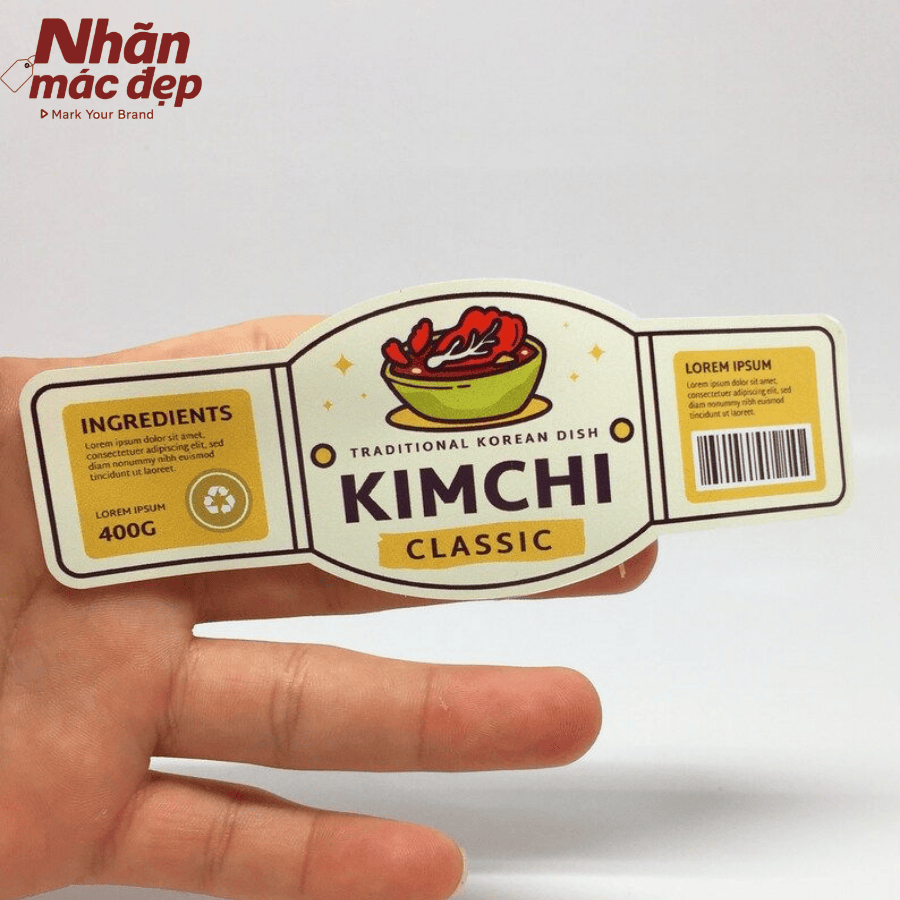 Nhãn
mác đẹp
Mark Your Brand
INGREDIENTS
Lorem ipsum dolor sit amet,
consectetuer adipiscing elit, sed
diam nonummy nibh euismod
tincidunt ut laoreet.
LOREM IPSUM
400G
TRADITIONAL KOREAN DISH
KIMCHI
CLASSIC
LOREM IPSUM
Lorem ipsum dolor sit amet,
consectetuer adipiscing elit, sed
diam nonummy nibh euismod
tincidunt ut laoreet.